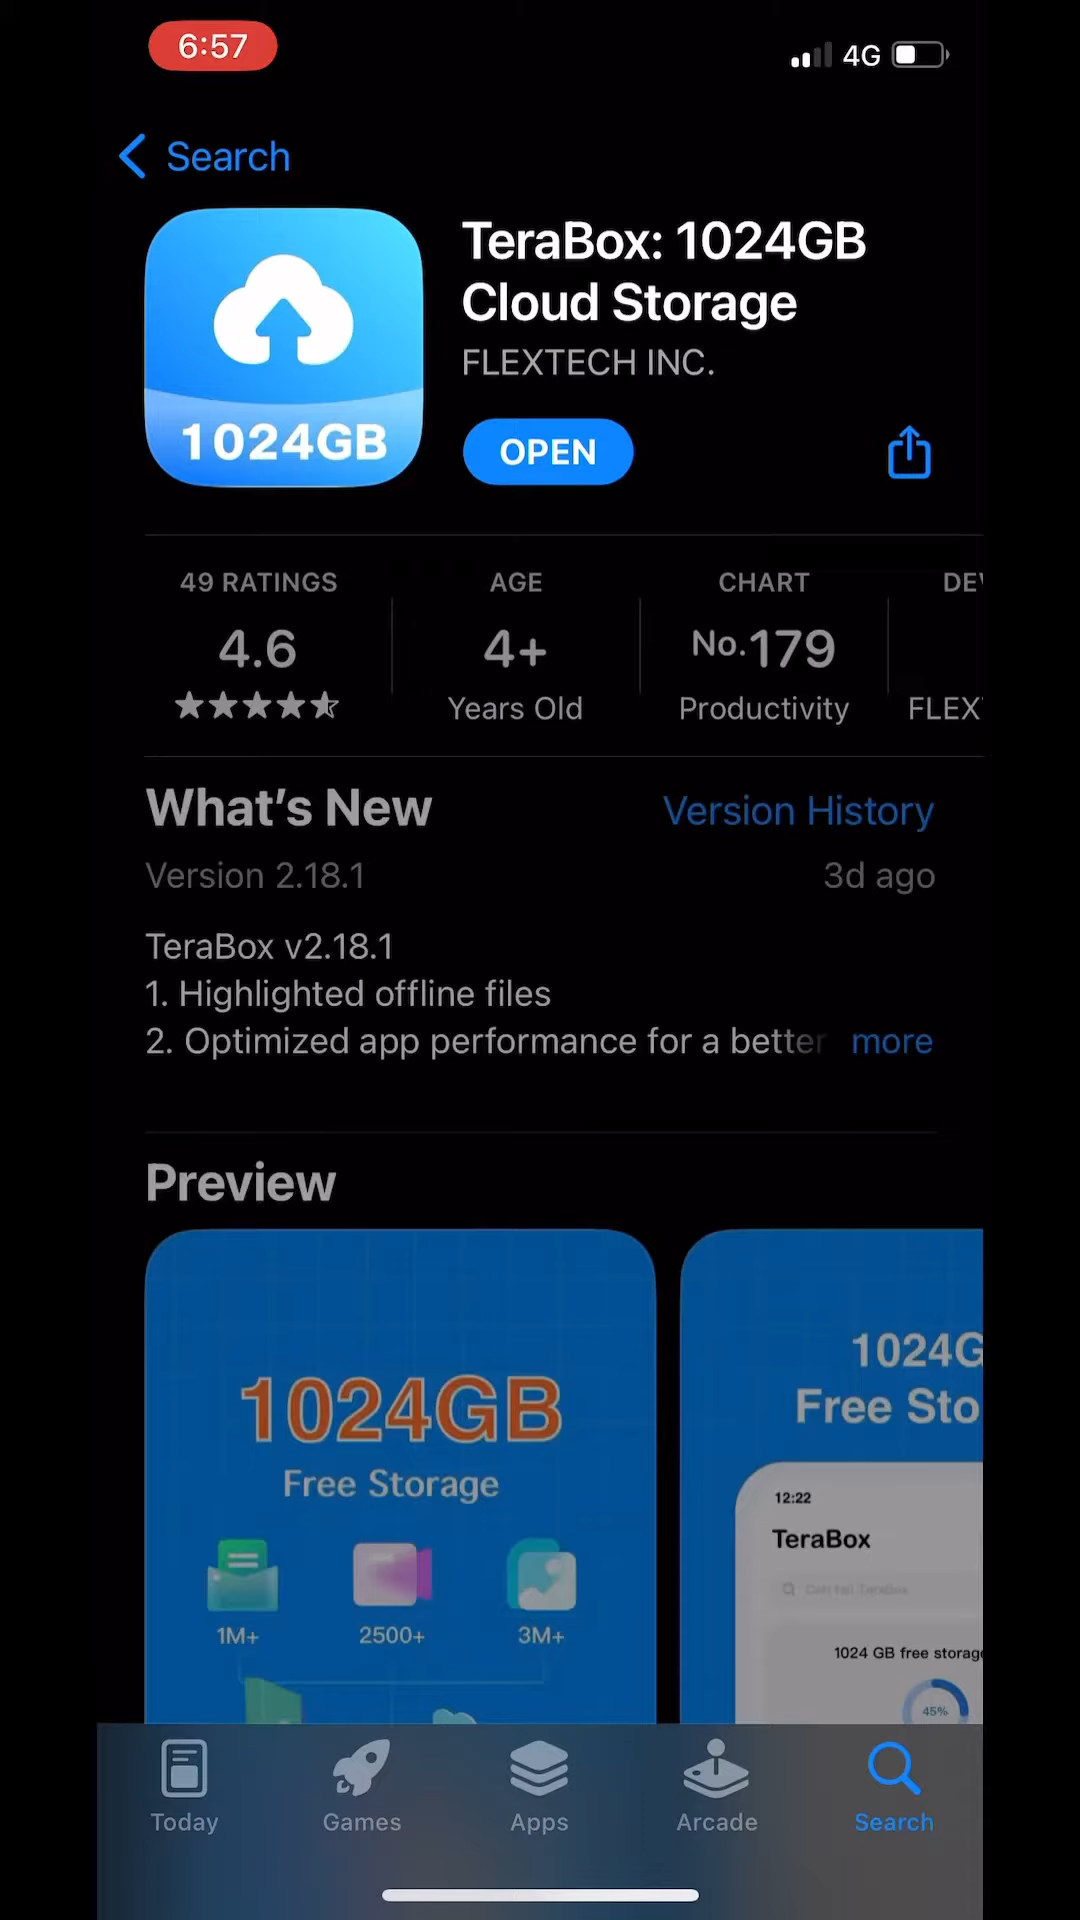 6:57
4G
Search
1024GB
TeraBox: 1024GB
Cloud Storage
FLEXTECH INC.
OPEN
49 RATINGS
4.6
AGE
4+
Years Old
CHART
No.179
Productivity
DEV
FLEX
What's New
Version History
Version 2.18.1
3d ago
TeraBox v2.18.1
1. Highlighted offline files
2. Optimized app performance for a better
more
Preview
1024GB
Free Storage
1M+
2500+
3M+
1024G
Free Sto
12:22
TeraBox
1024 GB free storage
45%
Today
Games
Apps
Arcade
Search